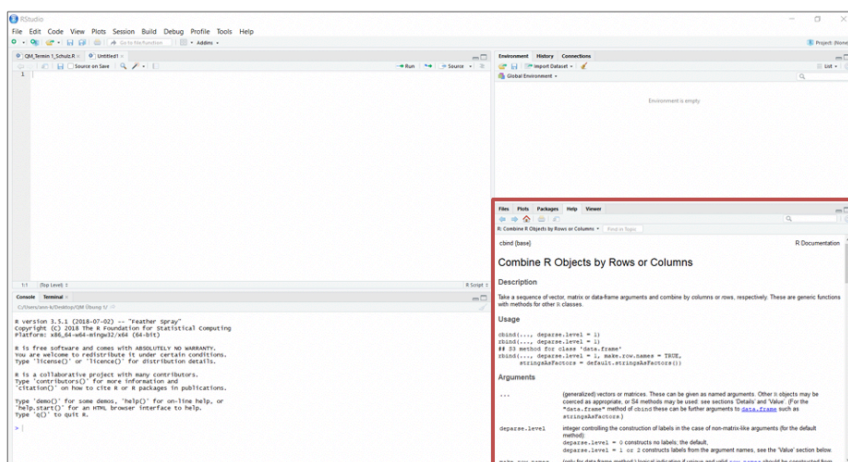 RStudio
File Edit Code View Plots Session Build Debug Profile Tools Help
Go to file/function Addins
Project: (None)
QM_Termin 1_Schulz.R Untitled1
Source on Save Run Source
1
1:1 (Top Level) R Script
Console Terminal
R version 3.5.1 (2018-07-02) -- "Feather Spray"
Copyright (C) 2018 The R Foundation for Statistical Computing
Platform: x86_64-w64-mingw32/x64 (64-bit)
R is free software and comes with ABSOLUTELY NO WARRANTY.
You are welcome to redistribute it under certain conditions.
Type 'license()' or 'licence()' for distribution details.
R is a collaborative project with many contributors.
Type 'contributors()' for more information and
'citation()' on how to cite R or R packages in publications.
Type 'demo()' for some demos, 'help()' for on-line help, or
'help.start()' for an HTML browser interface to help.
Type 'q()' to quit R.
>
Environment History Connections
Import Dataset List
Global Environment
Environment is empty
Files Plots Packages Help Viewer
R: Combine R Objects by Rows or Columns Find in Topic
cbind {base} R Documentation
Combine R Objects by Rows or Columns
Description
Take a sequence of vector, matrix or data-frame arguments and combine by columns or rows, respectively. These are generic functions
with methods for other R classes.
Usage
cbind(..., deparse.level = 1)
rbind(..., deparse.level = 1)
## S3 method for class 'data.frame'
rbind(..., deparse.level = 1, make.row.names = TRUE,
stringsAsFactors = default.stringsAsFactors())
Arguments
... (generalized) vectors or matrices. These can be given as named arguments. Other R objects may be
coerced as appropriate, or S4 methods may be used: see sections 'Details' and 'Value'. (For the
"data.frame" method of cbind these can be further arguments to data.frame such as
stringsAsFactors.)
deparse.level integer controlling the construction of labels in the case of non-matrix-like arguments (for the default
method):
deparse.level = 0 constructs no labels; the default,
deparse.level = 1 or 2 constructs labels from the argument names, see the 'Value' section below.